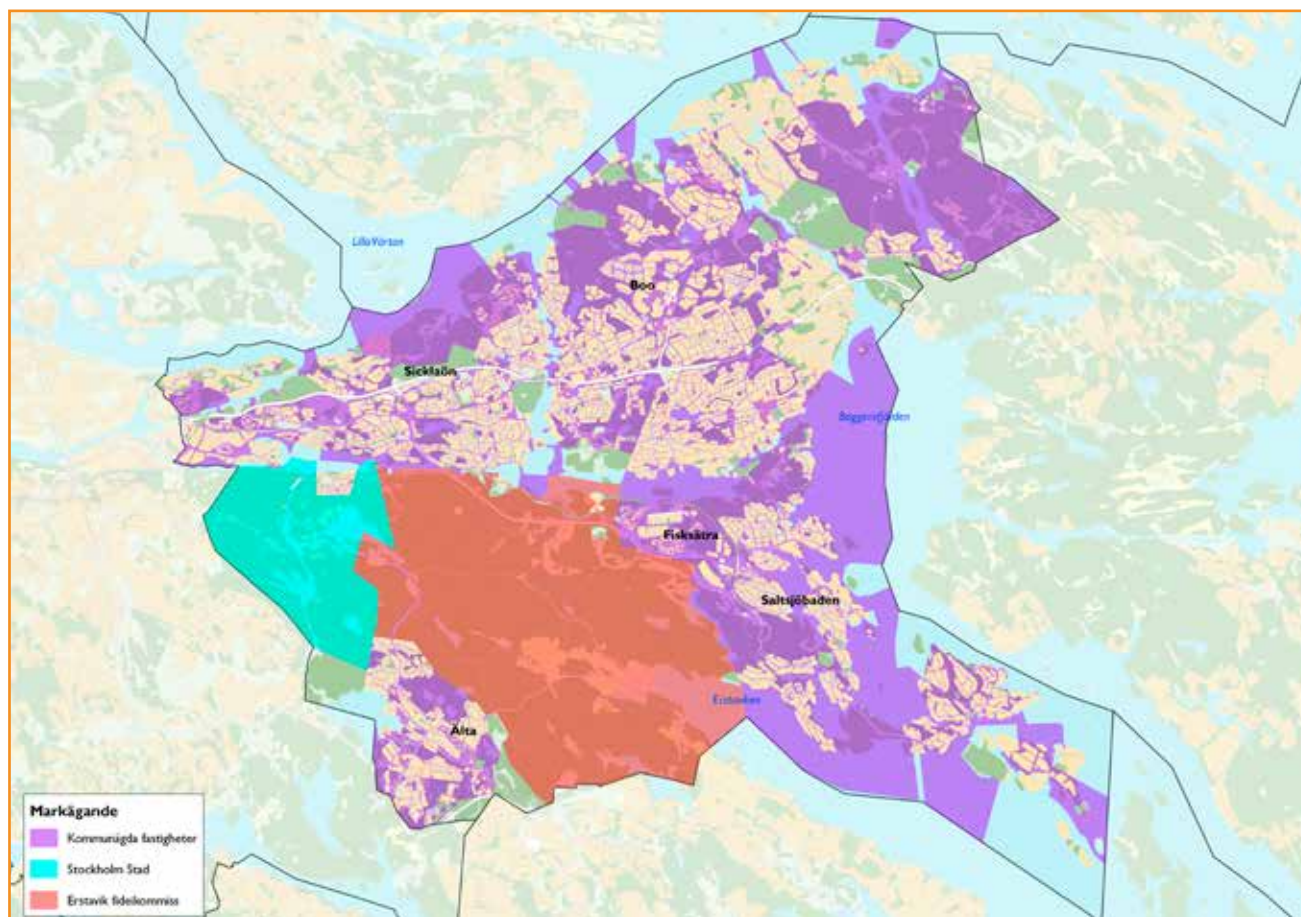 Lilla Värtan
Boo
Sicklaön
Baggensfjärden
Fisksätra
Saltsjöbaden
Erstaviken
Älta
Markägande
Kommunägda fastigheter
Stockholm Stad
Erstavik fideikommiss